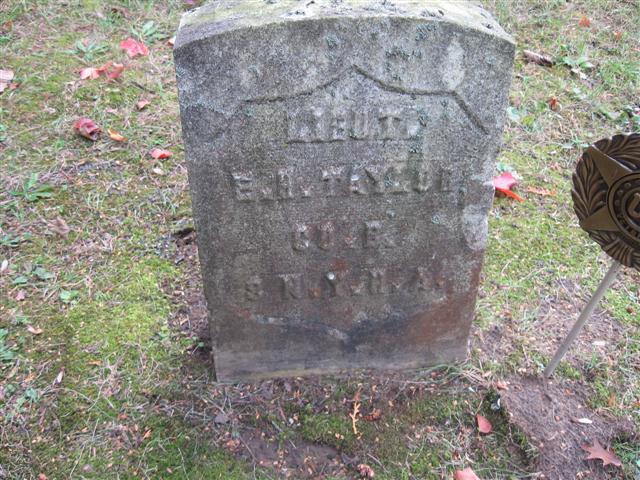 LIEUT.
E.H. TAYLOR,
CO.E.
8 N.Y.H.A.